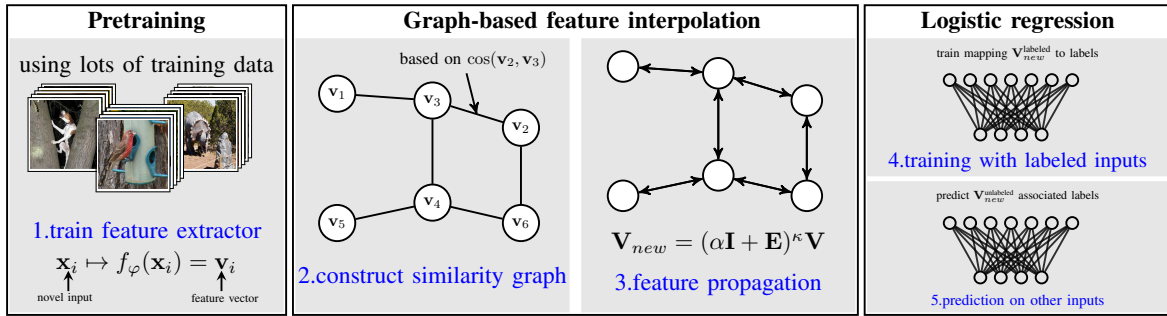 Pretraining
using lots of training data
1.train feature extractor
𝐱_i ↦ f_φ(𝐱_i) = 𝐯_i
novel input
feature vector
Graph-based feature interpolation
based on cos(𝐯_2, 𝐯_3)
𝐯_1
𝐯_3
𝐯_2
𝐯_4
𝐯_5
𝐯_6
2.construct similarity graph
𝐕_new = (α𝐈 + 𝐄)^κ 𝐕
3.feature propagation
Logistic regression
train mapping 𝐕_new^labeled to labels
4.training with labeled inputs
predict 𝐕_new^unlabeled associated labels
5.prediction on other inputs